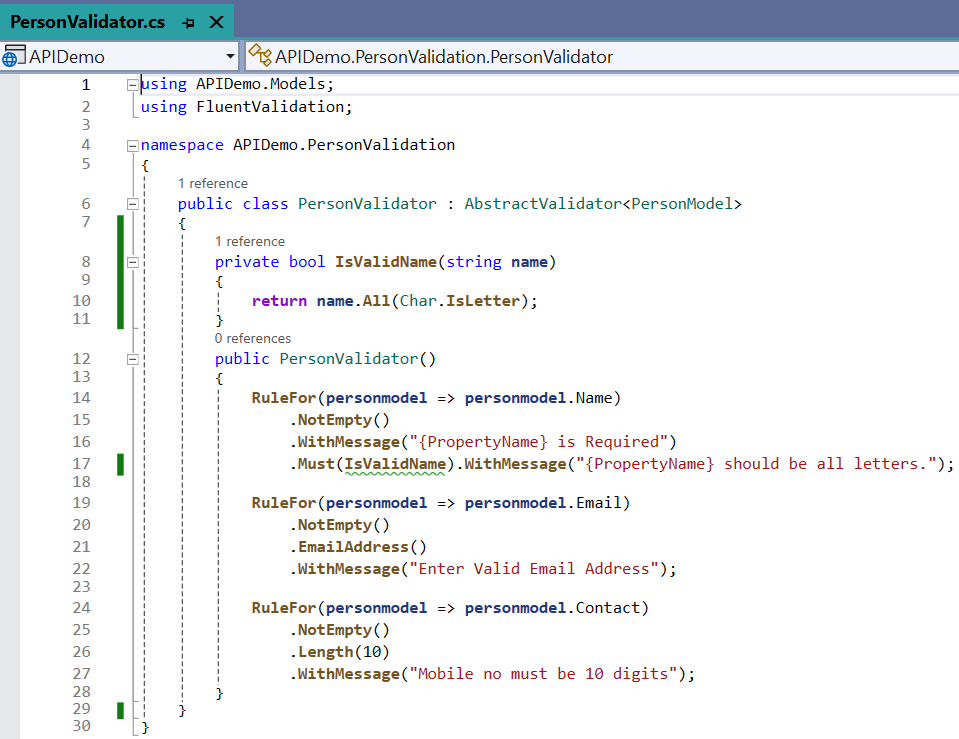 PersonValidator.cs
APIDemo APIDemo.PersonValidation.PersonValidator
1 using APIDemo.Models;
2 using FluentValidation;
3
4 namespace APIDemo.PersonValidation
5 {
1 reference
6 public class PersonValidator : AbstractValidator<PersonModel>
7 {
1 reference
8 private bool IsValidName(string name)
9 {
10 return name.All(Char.IsLetter);
11 }
0 references
12 public PersonValidator()
13 {
14 RuleFor(personmodel => personmodel.Name)
15 .NotEmpty()
16 .WithMessage("{PropertyName} is Required")
17 .Must(IsValidName).WithMessage("{PropertyName} should be all letters.");
18
19 RuleFor(personmodel => personmodel.Email)
20 .NotEmpty()
21 .EmailAddress()
22 .WithMessage("Enter Valid Email Address");
23
24 RuleFor(personmodel => personmodel.Contact)
25 .NotEmpty()
26 .Length(10)
27 .WithMessage("Mobile no must be 10 digits");
28 }
29 }
30 }